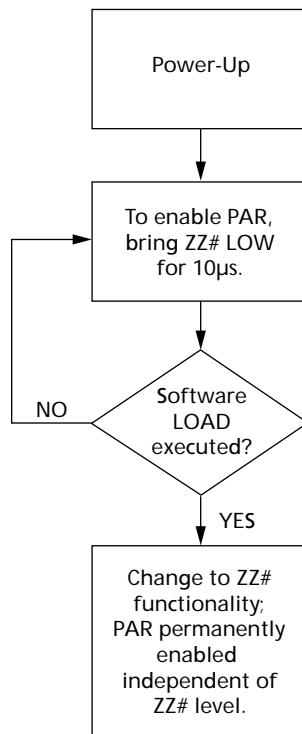 Power-Up
To enable PAR,
bring ZZ# LOW
for 10µs.
Software
LOAD
executed?
NO
YES
Change to ZZ#
functionality;
PAR permanently
enabled
independent of
ZZ# level.